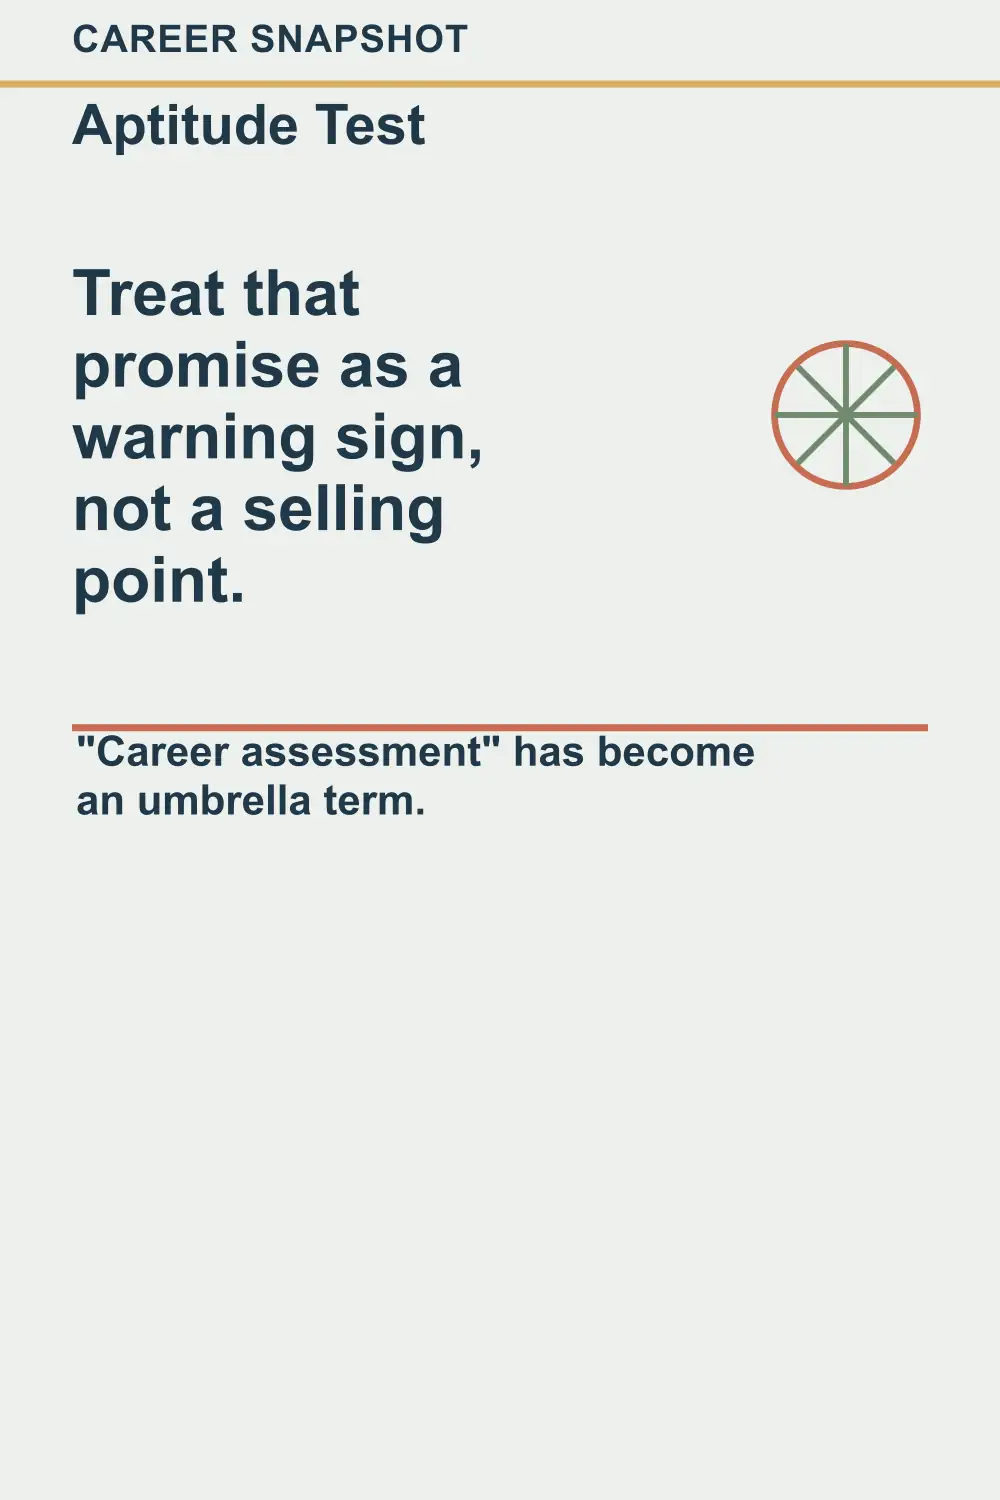 CAREER SNAPSHOT
Aptitude Test
Treat that
promise as a
warning sign,
not a selling
point.
"Career assessment" has become
an umbrella term.